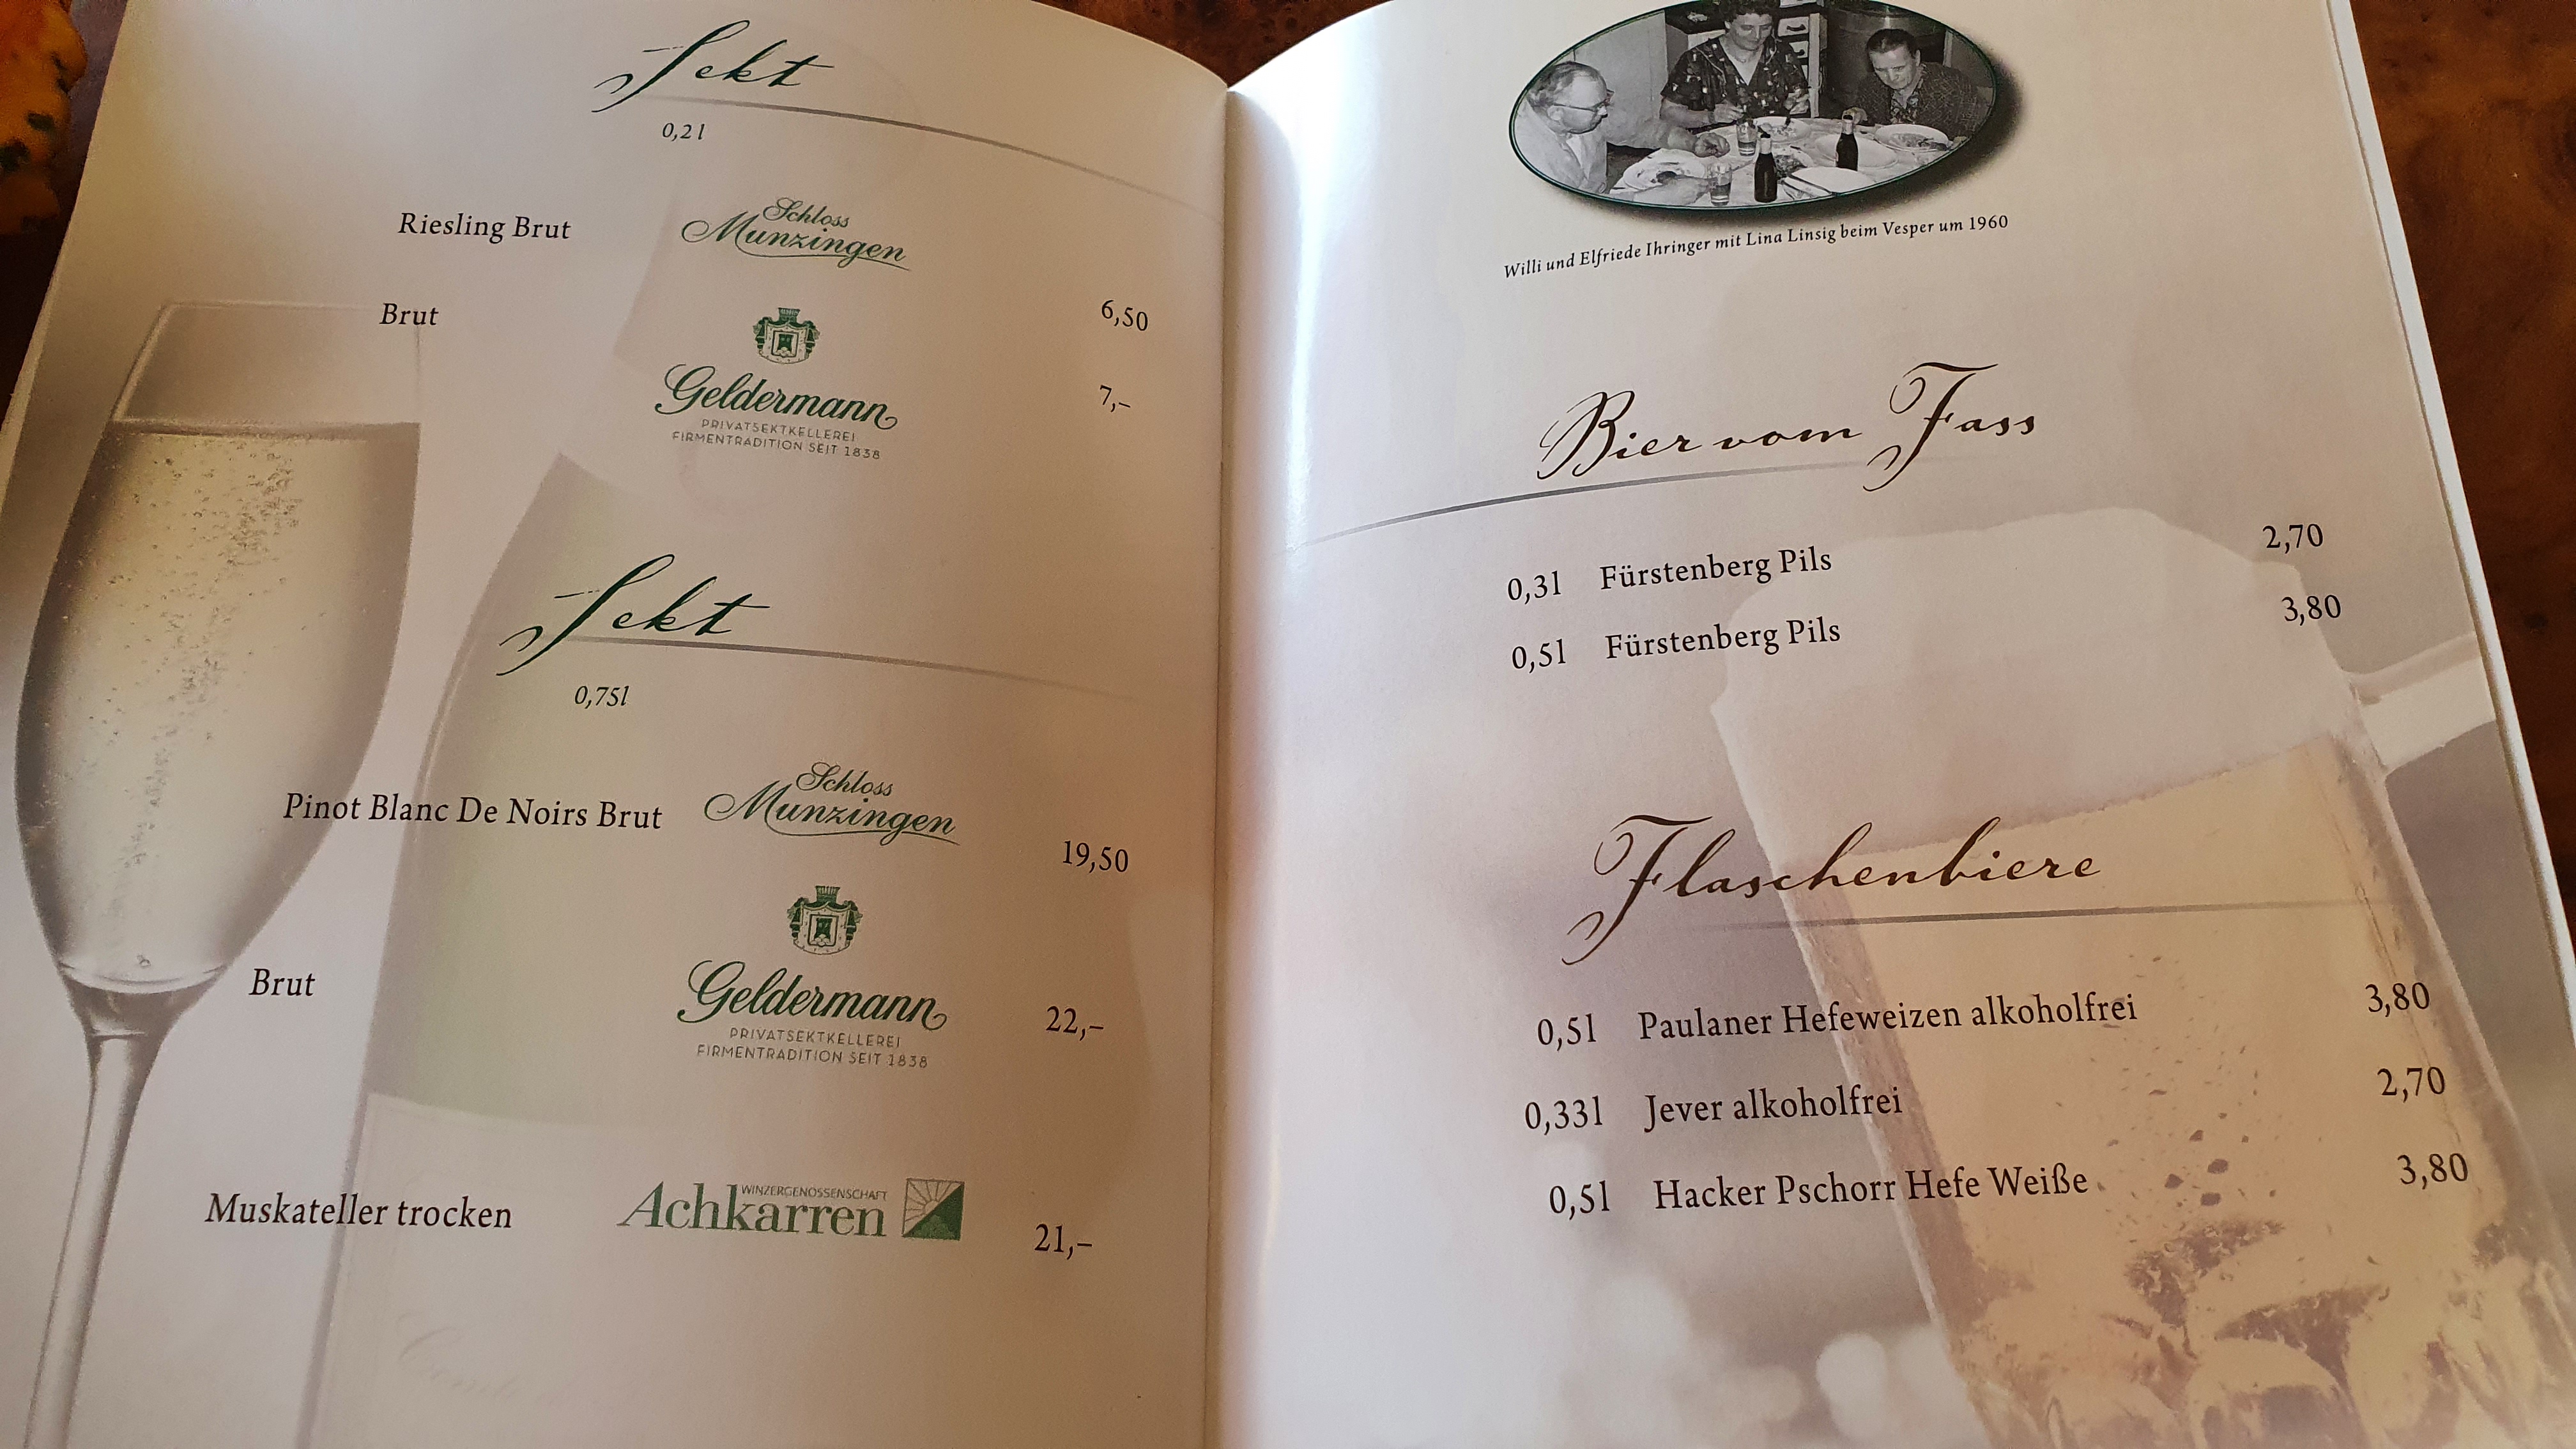 Sekt
0,2 l
Riesling Brut
Schloss
Munzingen
6,50
Brut
Geldermann
PRIVATSEKTKELLEREI
FIRMENTRADITION SEIT 1838
7,–
Sekt
0,75l
Pinot Blanc De Noirs Brut
Schloss
Munzingen
19,50
Brut
Geldermann
PRIVATSEKTKELLEREI
FIRMENTRADITION SEIT 1838
22,–
Muskateller trocken
WINZERGENOSSENSCHAFT
Achkarren
21,–
Willi und Elfriede Ihringer mit Lina Linsig beim Vesper um 1960
Bier vom Fass
0,3l Fürstenberg Pils 2,70
0,5l Fürstenberg Pils 3,80
Flaschenbiere
0,5l Paulaner Hefeweizen alkoholfrei 3,80
0,33l Jever alkoholfrei 2,70
0,5l Hacker Pschorr Hefe Weiße 3,80